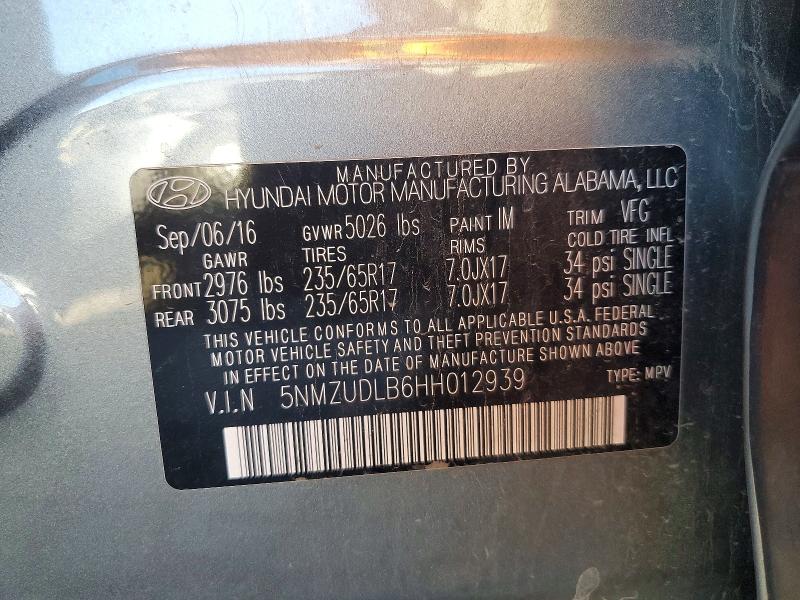 MANUFACTURED BY
HYUNDAI MOTOR MANUFACTURING ALABAMA, LLC
Sep/06/16 GVWR 5026 lbs PAINT IM TRIM VFG
GAWR TIRES RIMS COLD TIRE INFL
FRONT 2976 lbs 235/65R17 7.0JX17 34 psi SINGLE
REAR 3075 lbs 235/65R17 7.0JX17 34 psi SINGLE
THIS VEHICLE CONFORMS TO ALL APPLICABLE U.S.A. FEDERAL
MOTOR VEHICLE SAFETY AND THEFT PREVENTION STANDARDS
IN EFFECT ON THE DATE OF MANUFACTURE SHOWN ABOVE
V.I.N 5NMZUDLB6HH012939 TYPE: MPV